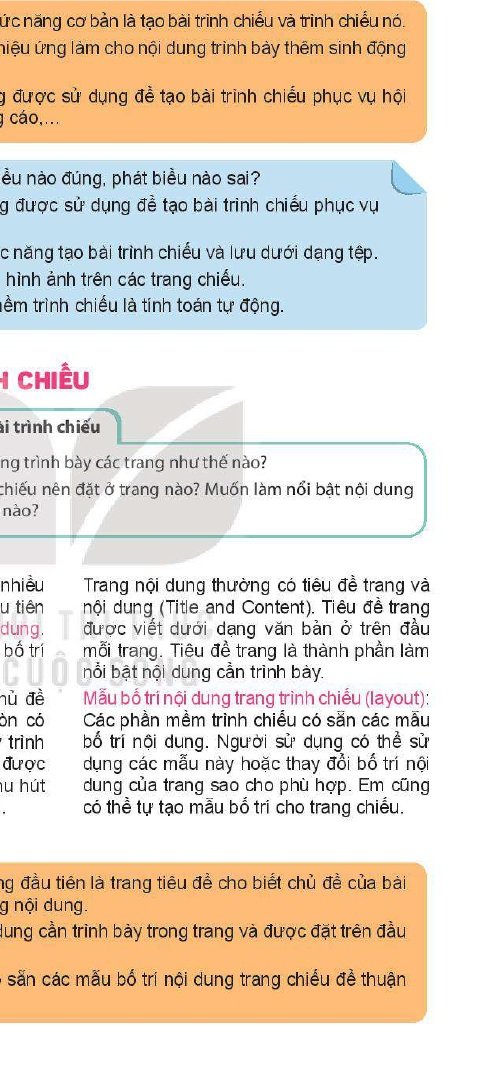 ức năng cơ bản là tạo bài trình chiếu và trình chiếu nó.
hiệu ứng làm cho nội dung trình bày thêm sinh động
g được sử dụng để tạo bài trình chiếu phục vụ hội
g cáo,...
ểu nào đúng, phát biểu nào sai?
g được sử dụng để tạo bài trình chiếu phục vụ
c năng tạo bài trình chiếu và lưu dưới dạng tệp.
hình ảnh trên các trang chiếu.
ềm trình chiếu là tính toán tự động.
H CHIẾU
ài trình chiếu
ng trình bày các trang như thế nào?
chiếu nên đặt ở trang nào? Muốn làm nổi bật nội dung
nào?
nhiều
u tiên
dung.
bố trí
hủ đề
òn có
trình
được
hu hút
.
Trang nội dung thường có tiêu đề trang và
nội dung (Title and Content). Tiêu đề trang
được viết dưới dạng văn bản ở trên đầu
mỗi trang. Tiêu đề trang là thành phần làm
nổi bật nội dung cần trình bày.
Mẫu bố trí nội dung trang trình chiếu (layout):
Các phần mềm trình chiếu có sẵn các mẫu
bố trí nội dung. Người sử dụng có thể sử
dụng các mẫu này hoặc thay đổi bố trí nội
dung của trang sao cho phù hợp. Em cũng
có thể tự tạo mẫu bố trí cho trang chiếu.
ng đầu tiên là trang tiêu đề cho biết chủ đề của bài
g nội dung.
dung cần trình bày trong trang và được đặt trên đầu
sẵn các mẫu bố trí nội dung trang chiếu để thuận